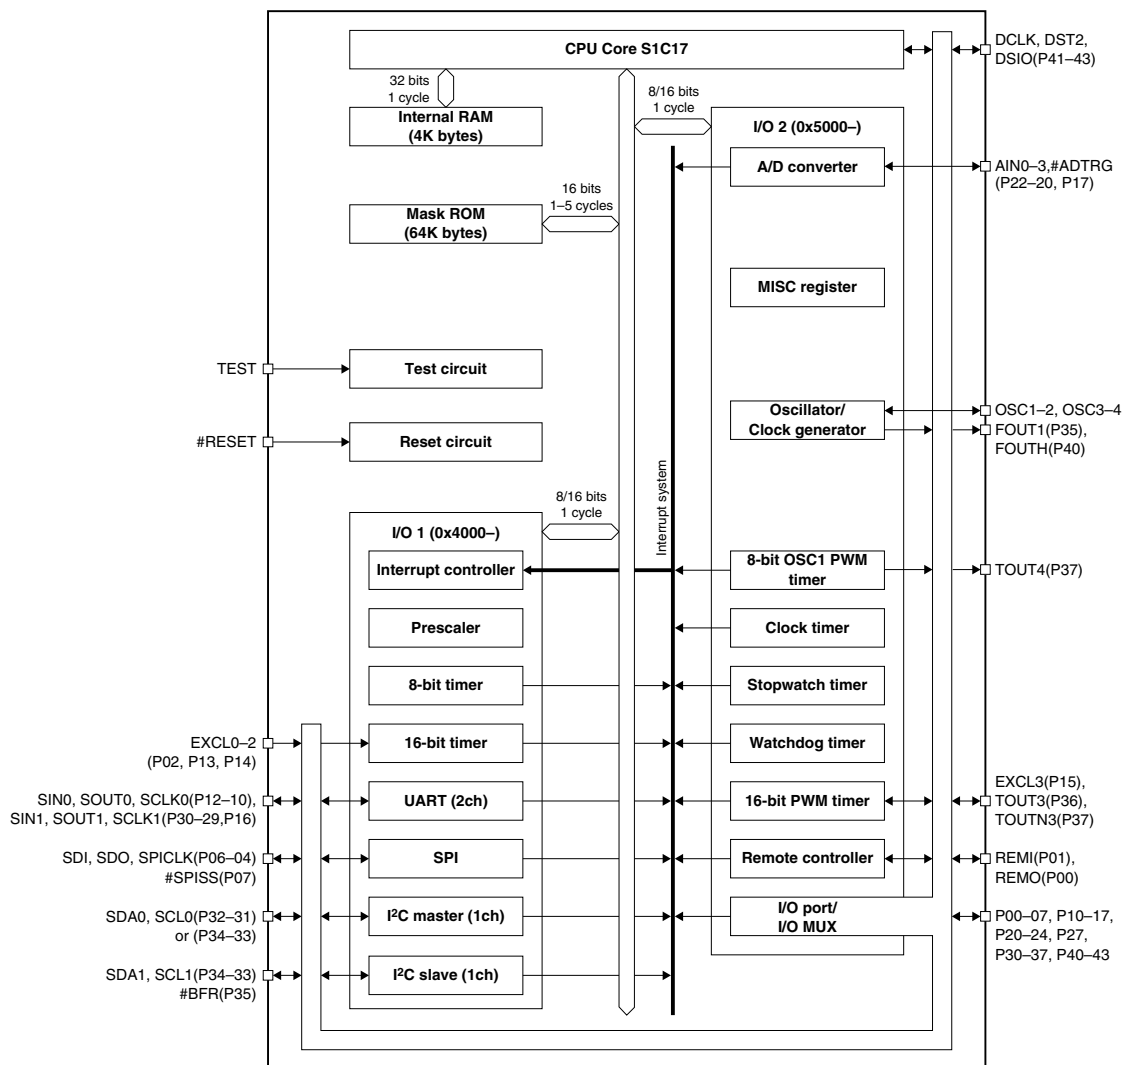 CPU Core S1C17
DCLK, DST2,
DSIO(P41–43)
32 bits
1 cycle
8/16 bits
1 cycle
Internal RAM
(4K bytes)
I/O 2 (0x5000–)
A/D converter
AIN0–3,#ADTRG
(P22–20, P17)
16 bits
1–5 cycles
Mask ROM
(64K bytes)
MISC register
TEST
Test circuit
Oscillator/
Clock generator
OSC1–2, OSC3–4
FOUT1(P35),
FOUTH(P40)
#RESET
Reset circuit
Interrupt system
8/16 bits
1 cycle
I/O 1 (0x4000–)
Interrupt controller
8-bit OSC1 PWM
timer
TOUT4(P37)
Prescaler
Clock timer
8-bit timer
Stopwatch timer
EXCL0–2
(P02, P13, P14)
16-bit timer
Watchdog timer
SIN0, SOUT0, SCLK0(P12–10),
SIN1, SOUT1, SCLK1(P30–29,P16)
UART (2ch)
16-bit PWM timer
EXCL3(P15),
TOUT3(P36),
TOUTN3(P37)
SDI, SDO, SPICLK(P06–04)
#SPISS(P07)
SPI
Remote controller
REMI(P01),
REMO(P00)
SDA0, SCL0(P32–31)
or (P34–33)
I²C master (1ch)
I/O port/
I/O MUX
P00–07, P10–17,
P20–24, P27,
P30–37, P40–43
SDA1, SCL1(P34–33)
#BFR(P35)
I²C slave (1ch)